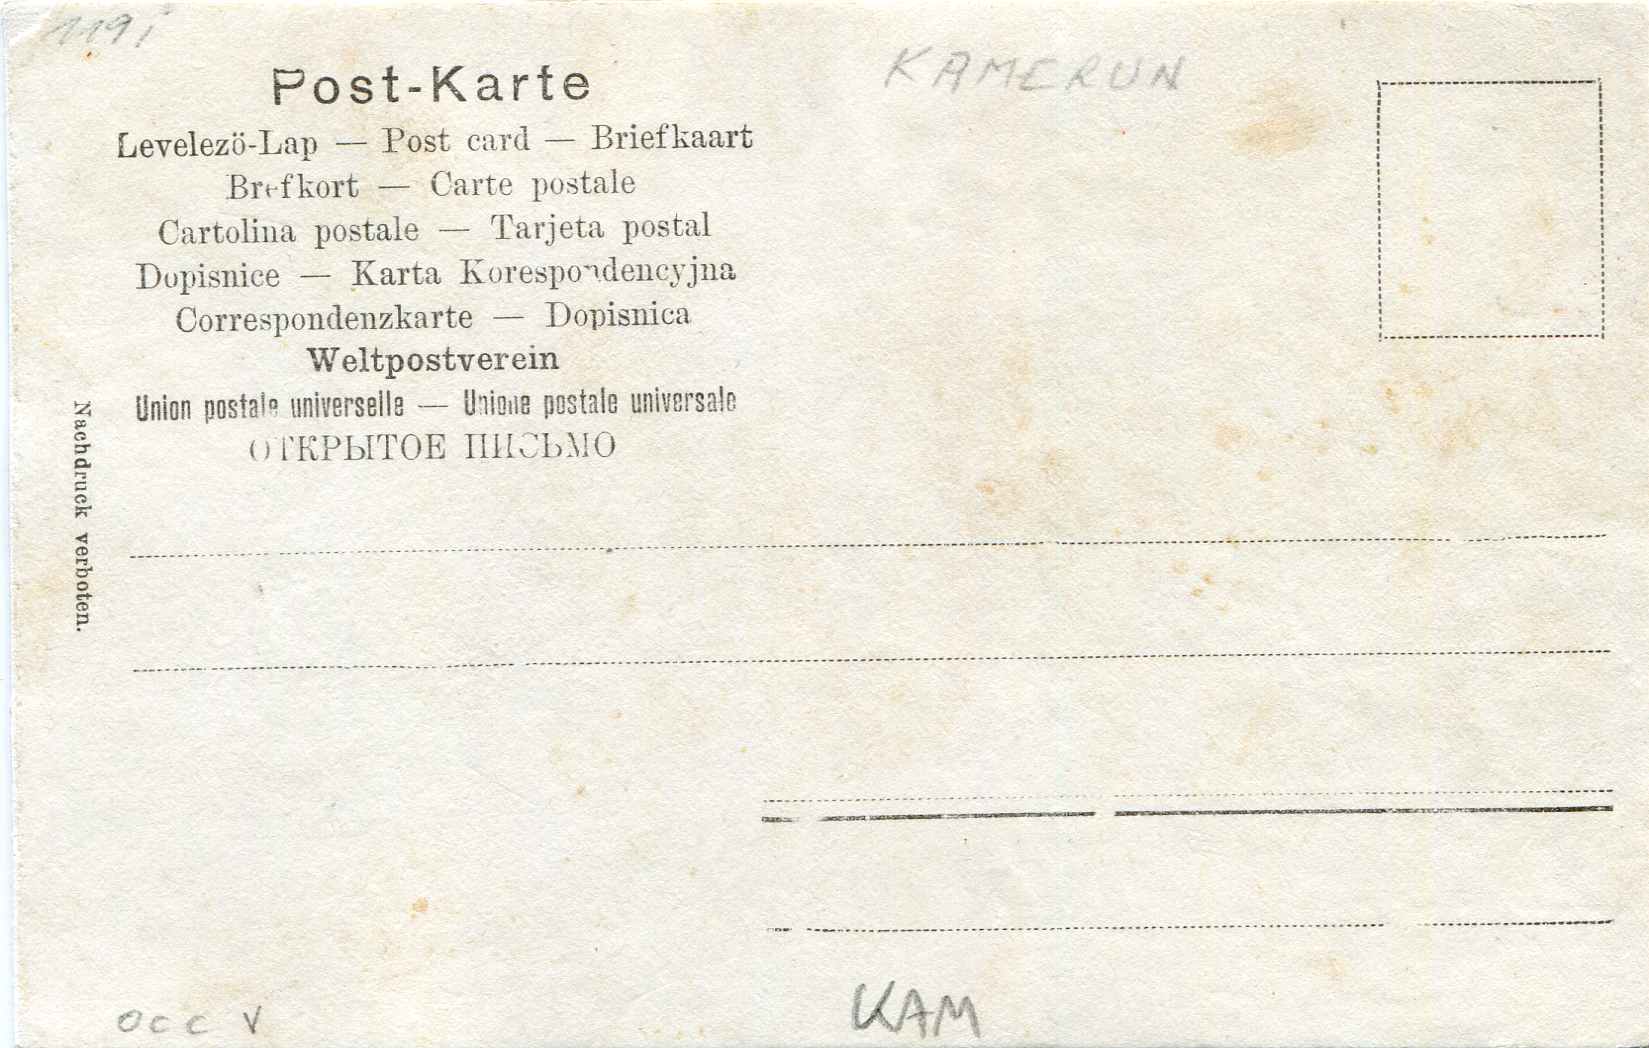 KAMERUN
Post-Karte
Levelezö-Lap — Post card — Briefkaart
Brefkort — Carte postale
Cartolina postale — Tarjeta postal
Dopisnice — Karta Korespondencyjna
Correspondenzkarte — Dopisnica
Weltpostverein
Union postale universelle — Unione postale universale
ОТКРЫТОЕ ПИСЬМО
Nachdruck verboten.
occ V
KAM